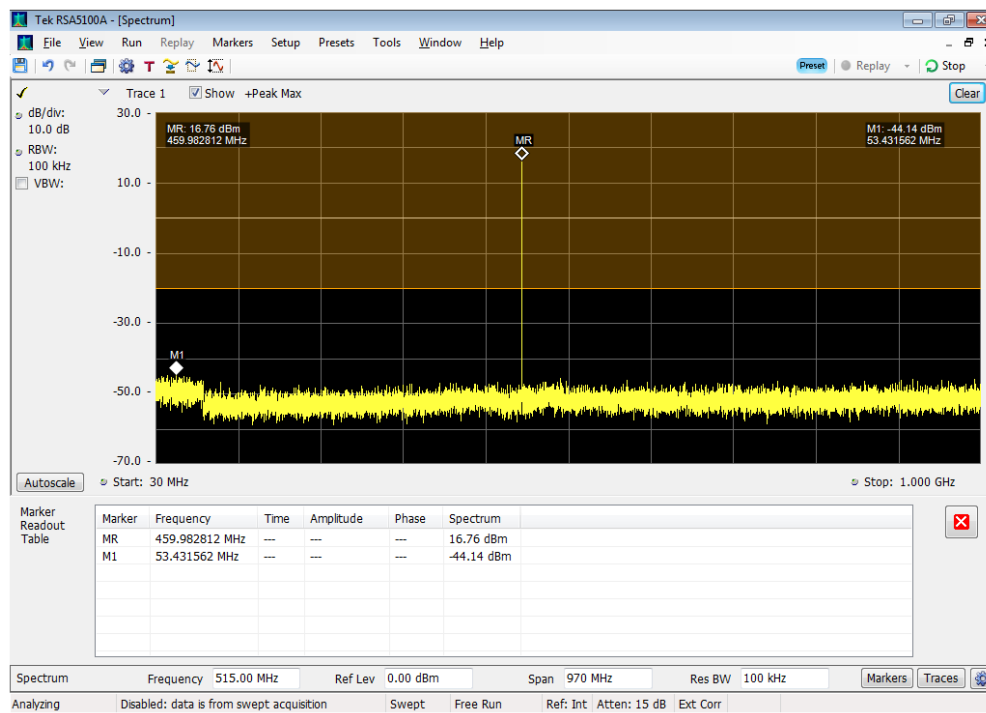 Tek RSA5100A - [Spectrum]
File View Run Replay Markers Setup Presets Tools Window Help
Preset Replay Stop
Trace 1 Show +Peak Max Clear
dB/div:
10.0 dB
RBW:
100 kHz
VBW:
30.0
10.0
-10.0
-30.0
-50.0
-70.0
MR: 16.76 dBm
459.982812 MHz
MR
M1: -44.14 dBm
53.431562 MHz
M1
Autoscale Start: 30 MHz Stop: 1.000 GHz
Marker
Readout
Table
Marker Frequency Time Amplitude Phase Spectrum
MR 459.982812 MHz --- --- --- 16.76 dBm
M1 53.431562 MHz --- --- --- -44.14 dBm
Spectrum Frequency 515.00 MHz Ref Lev 0.00 dBm Span 970 MHz Res BW 100 kHz Markers Traces
Analyzing Disabled: data is from swept acquisition Swept Free Run Ref: Int Atten: 15 dB Ext Corr